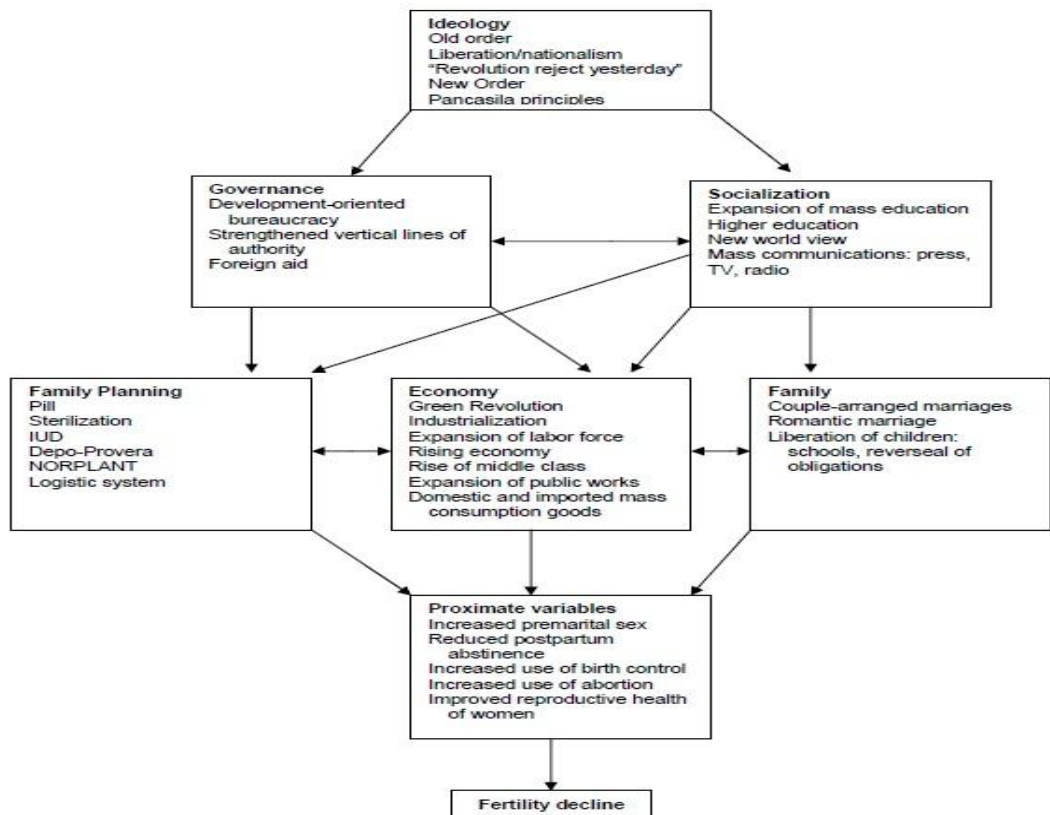 Ideology
Old order
Liberation/nationalism
“Revolution reject yesterday”
New Order
Pancasila principles
Governance
Development-oriented
bureaucracy
Strengthened vertical lines of
authority
Foreign aid
Socialization
Expansion of mass education
Higher education
New world view
Mass communications: press,
TV, radio
Family Planning
Pill
Sterilization
IUD
Depo-Provera
NORPLANT
Logistic system
Economy
Green Revolution
Industrialization
Expansion of labor force
Rising economy
Rise of middle class
Expansion of public works
Domestic and imported mass
consumption goods
Family
Couple-arranged marriages
Romantic marriage
Liberation of children:
schools, reverseal of
obligations
Proximate variables
Increased premarital sex
Reduced postpartum
abstinence
Increased use of birth control
Increased use of abortion
Improved reproductive health
of women
Fertility decline